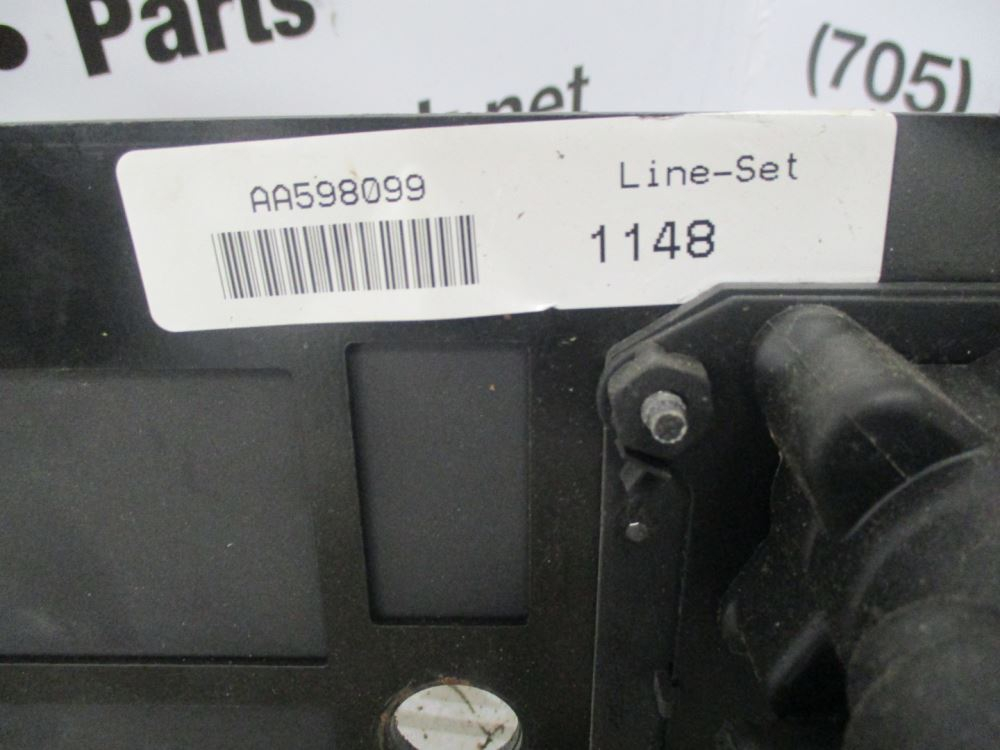 Parts
(705)
AA598099
Line-Set
1148